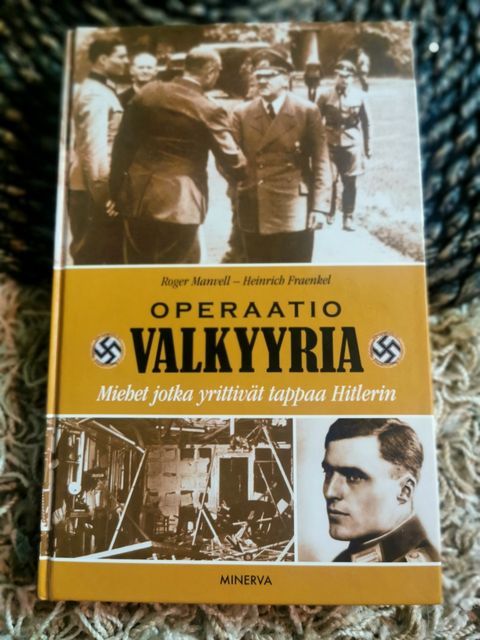 Roger Manvell – Heinrich Fraenkel
OPERAATIO
VALKYYRIA
Miehet jotka yrittivät tappaa Hitlerin
MINERVA